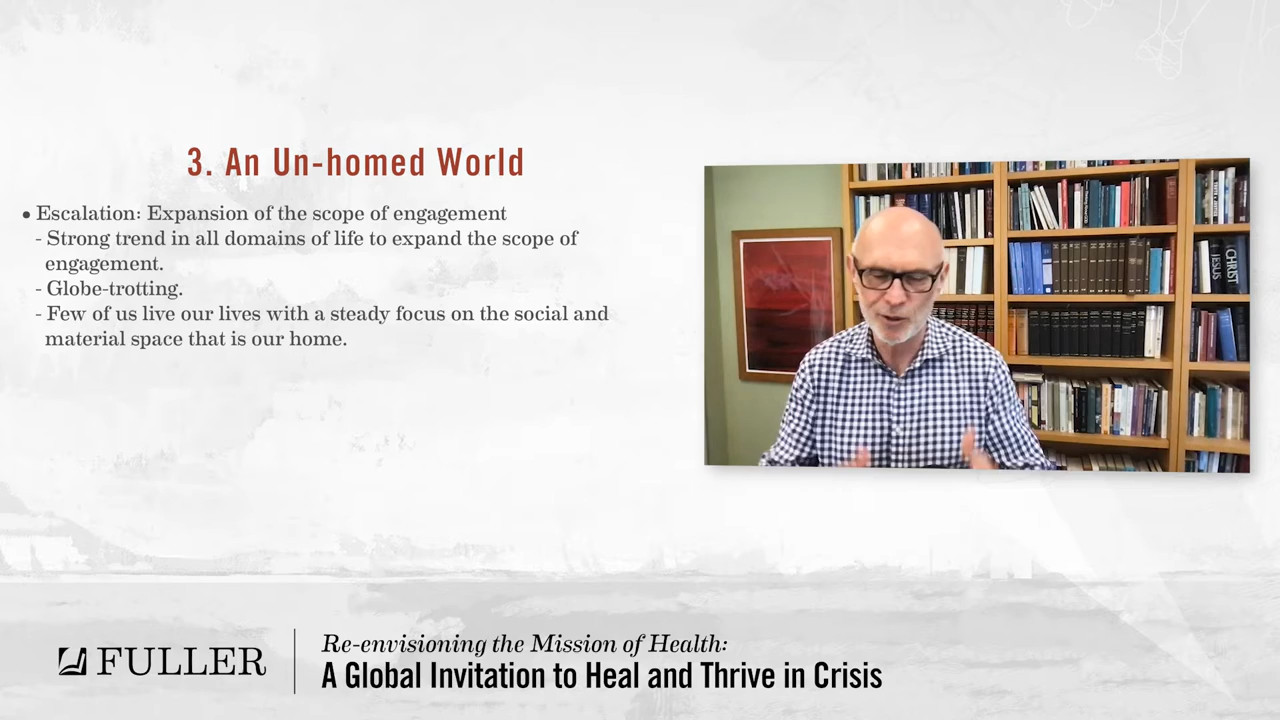 3. An Un-homed World
• Escalation: Expansion of the scope of engagement
- Strong trend in all domains of life to expand the scope of
engagement.
- Globe-trotting.
- Few of us live our lives with a steady focus on the social and
material space that is our home.
CHRIST
JESUS
FULLER
Re-envisioning the Mission of Health:
A Global Invitation to Heal and Thrive in Crisis